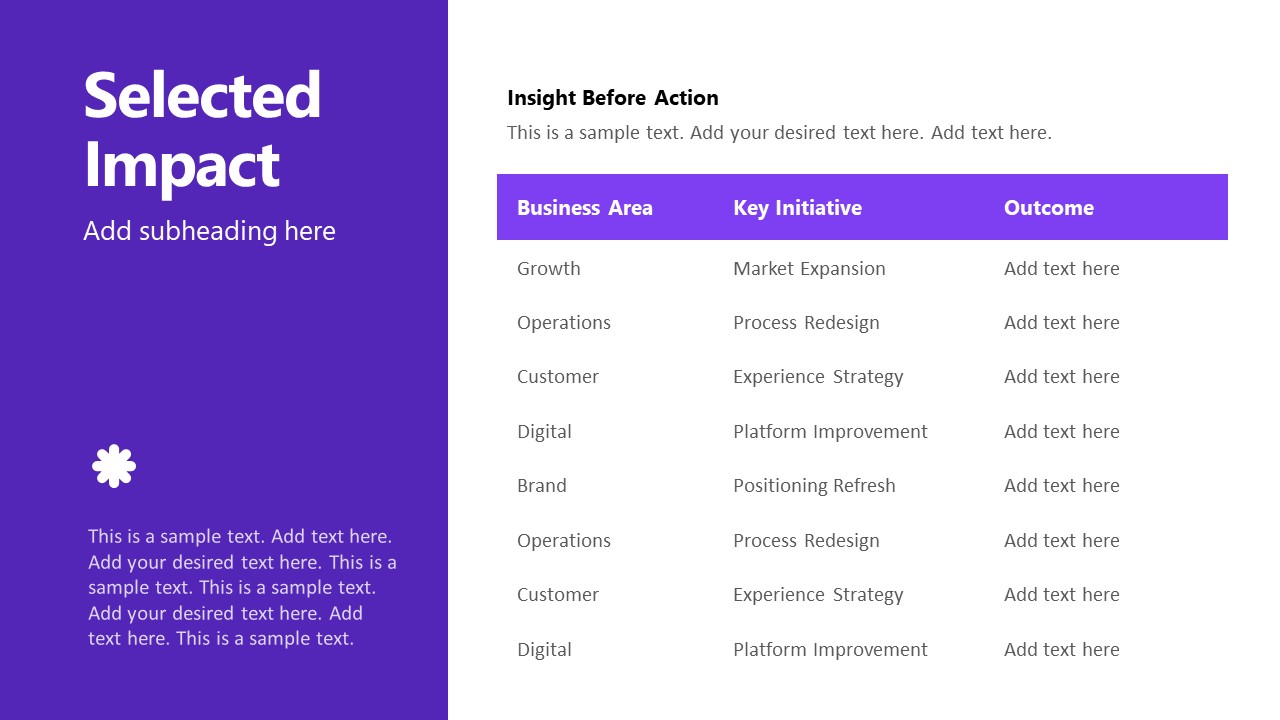 Selected
Impact
Add subheading here
This is a sample text. Add text here.
Add your desired text here. This is a
sample text. This is a sample text.
Add your desired text here. Add
text here. This is a sample text.
Insight Before Action
This is a sample text. Add your desired text here. Add text here.
Business Area Key Initiative Outcome
Growth Market Expansion Add text here
Operations Process Redesign Add text here
Customer Experience Strategy Add text here
Digital Platform Improvement Add text here
Brand Positioning Refresh Add text here
Operations Process Redesign Add text here
Customer Experience Strategy Add text here
Digital Platform Improvement Add text here